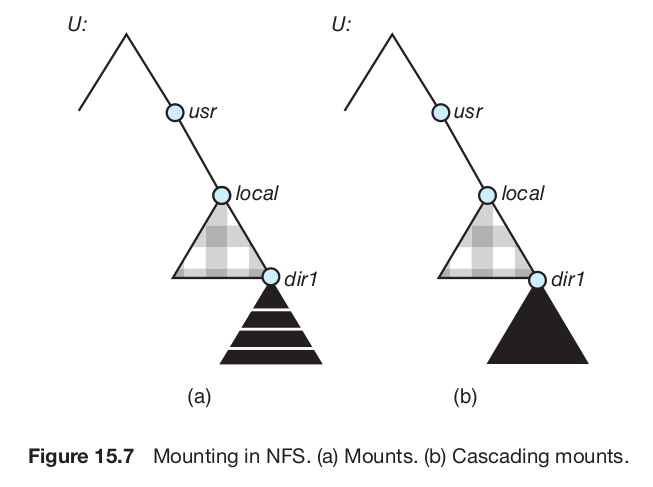 U:
usr
local
dir1
(a)
U:
usr
local
dir1
(b)
Figure 15.7 Mounting in NFS. (a) Mounts. (b) Cascading mounts.